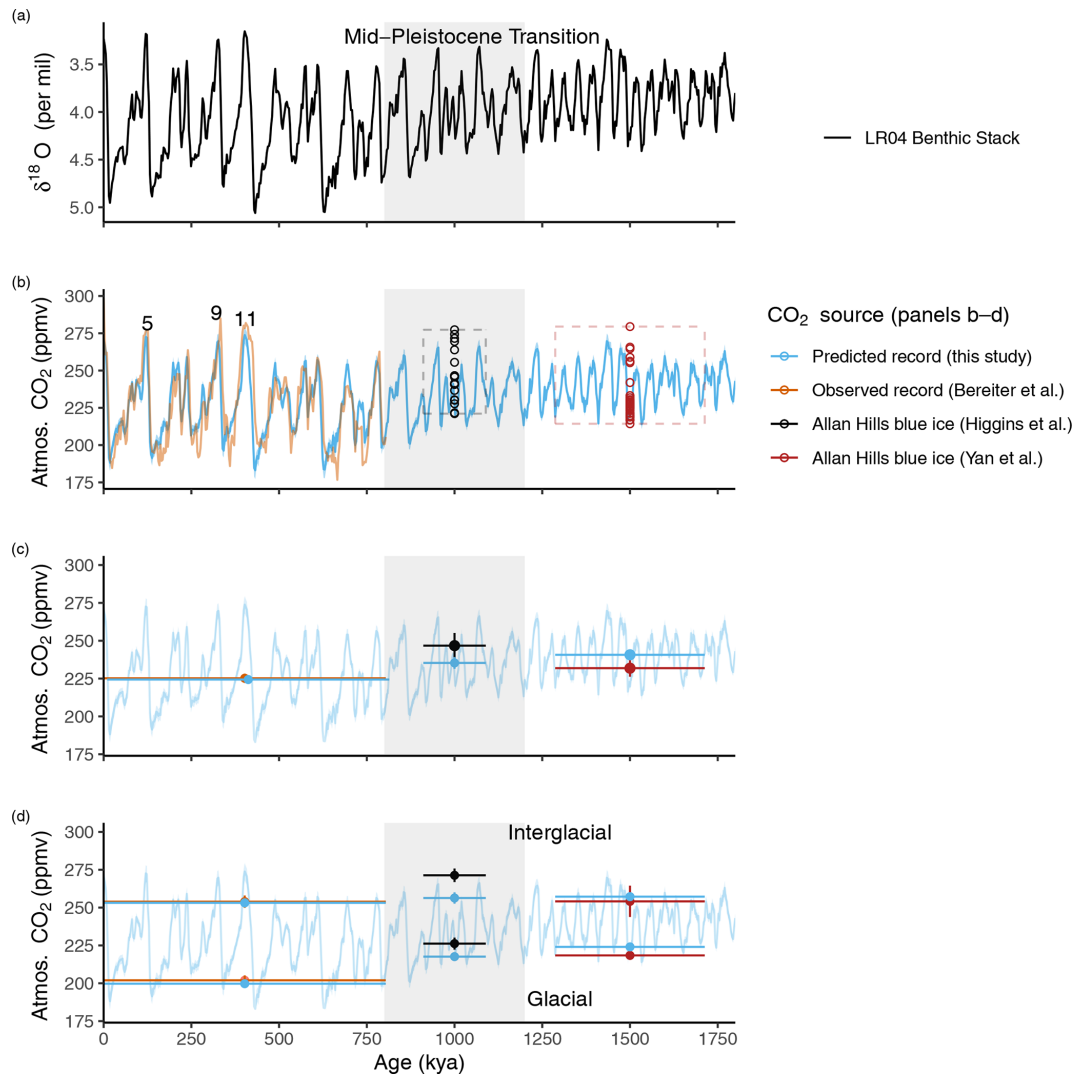 (a)
Mid−Pleistocene Transition
3.5
4.0
4.5
5.0
δ18O (per mil)
LR04 Benthic Stack
(b)
300
275
250
225
200
175
Atmos. CO2 (ppmv)
5
9
11
CO2 source (panels b−d)
Predicted record (this study)
Observed record (Bereiter et al.)
Allan Hills blue ice (Higgins et al.)
Allan Hills blue ice (Yan et al.)
(c)
300
275
250
225
200
175
Atmos. CO2 (ppmv)
(d)
300
275
250
225
200
175
Atmos. CO2 (ppmv)
Interglacial
Glacial
0 250 500 750 1000 1250 1500 1750
Age (kya)